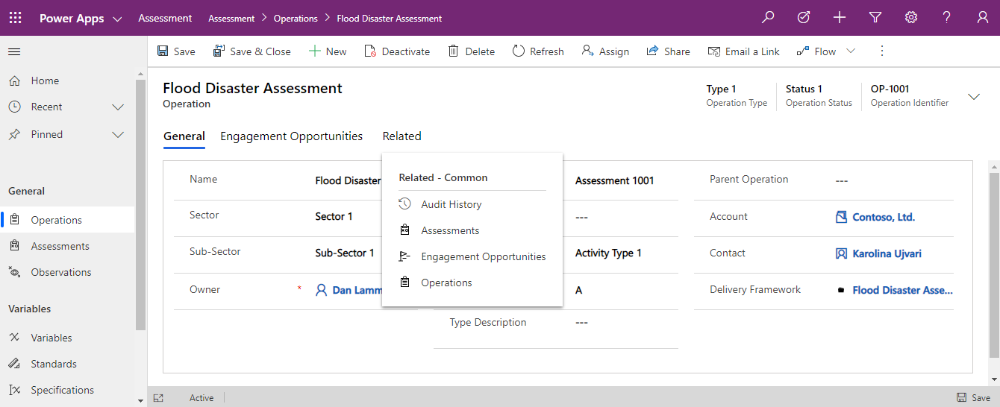 Power Apps Assessment Assessment Operations Flood Disaster Assessment
Save Save & Close New Deactivate Delete Refresh Assign Share Email a Link Flow
Home
Recent
Pinned
General
Operations
Assessments
Observations
Variables
Variables
Standards
Specifications
Flood Disaster Assessment
Operation
Type 1
Operation Type
Status 1
Operation Status
OP-1001
Operation Identifier
General Engagement Opportunities Related
Name Flood Disaster
Sector Sector 1
Sub-Sector Sub-Sector 1
Owner * Dan Lamm
Related - Common
Audit History
Assessments
Engagement Opportunities
Operations
Assessment 1001
---
Activity Type 1
A
Type Description ---
Parent Operation ---
Account Contoso, Ltd.
Contact Karolina Ujvari
Delivery Framework Flood Disaster Asse...
Active Save